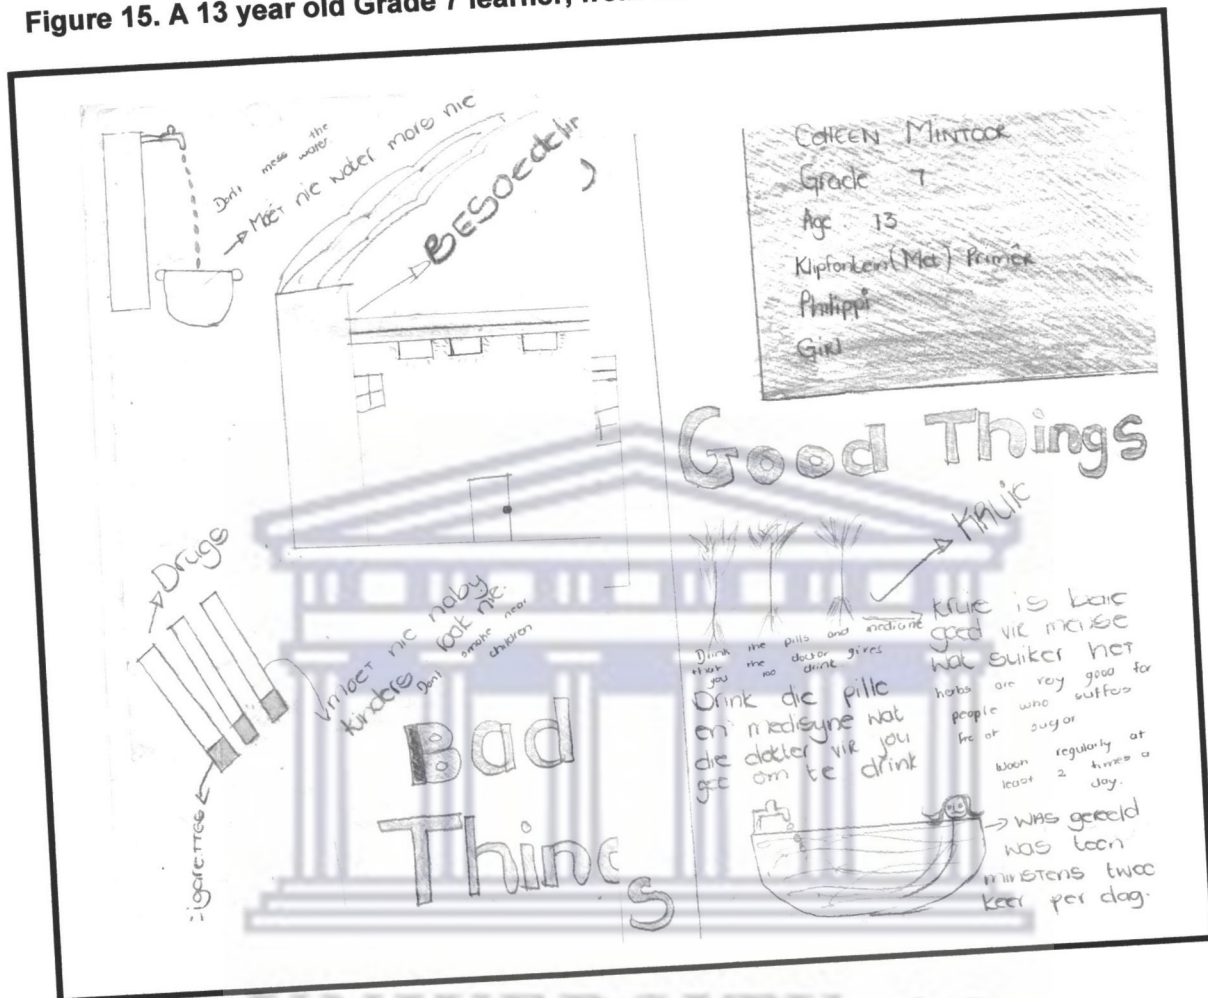 Figure 15. A 13 year old Grade 7 learner,
Don't mess the
water
Moet nie water mors nie
BESOEDELIN
COLLEEN MINTOOR
Grade 7
Age 13
Klipfontein (Met) Primêr
Philippi
Girl
Good Things
KRUIE
Drugs
moet nie naby
kinders rook nie.
Don't smoke near
children
igarettes
Bad
Things
Drink the pills and medicine
that the doctor gives
you too drink
Drink die pille
en medisyne wat
die dokter vir jou
gee om te drink
kruie is baie
goed vir mense
wat suiker het
herbs are very good for
people who suffes
of sugar
Wash regularly at
least 2 times a
day.
WAS gereeld
was teen
minstens twee
keer per dag.